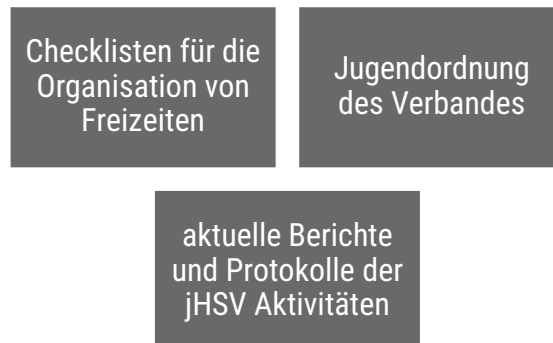 Checklisten für die
Organisation von
Freizeiten
Jugendordnung
des Verbandes
aktuelle Berichte
und Protokolle der
jHSV Aktivitäten